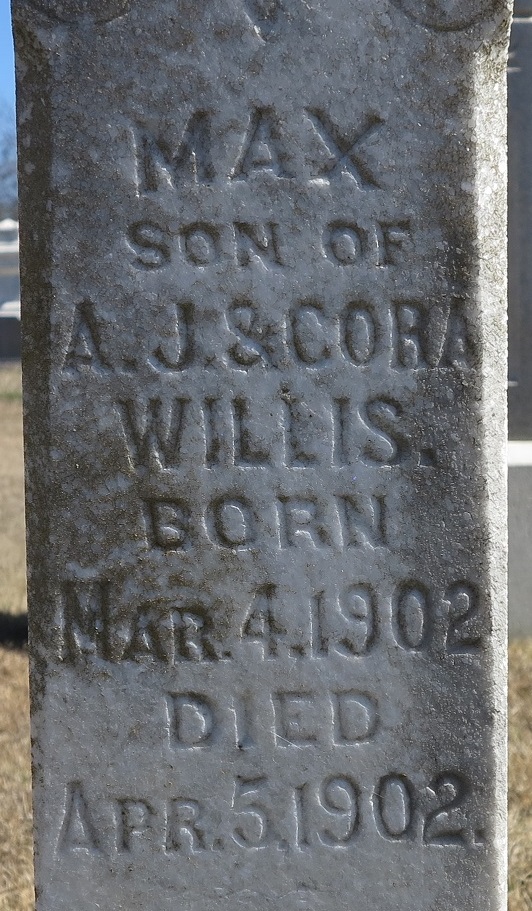 MAX
SON OF
A. J. & CORA
WILLIS.
BORN
MAR. 4, 1902
DIED
APR. 5, 1902.